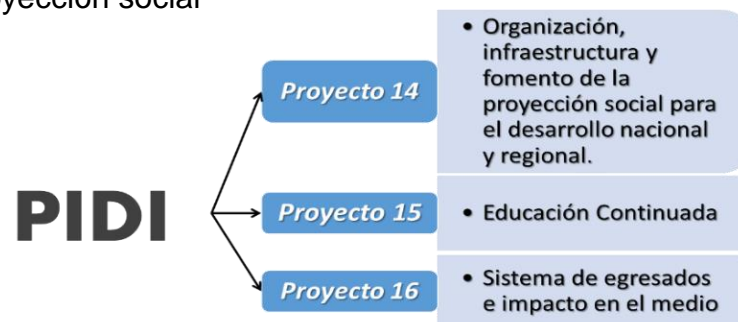 yección social
Proyecto 14
• Organización,
infraestructura y
fomento de la
proyección social para
el desarrollo nacional
y regional.
PIDI
Proyecto 15
• Educación Continuada
Proyecto 16
• Sistema de egresados
e impacto en el medio